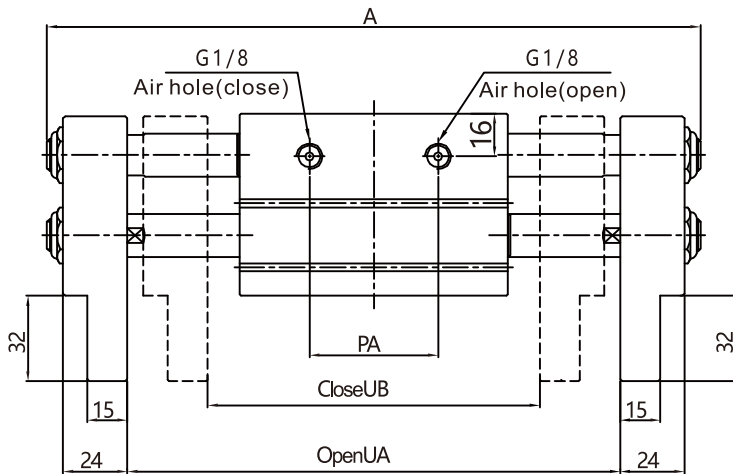 A
G1/8
Air hole(close)
G1/8
Air hole(open)
16
32
32
PA
CloseUB
15
15
24
OpenUA
24